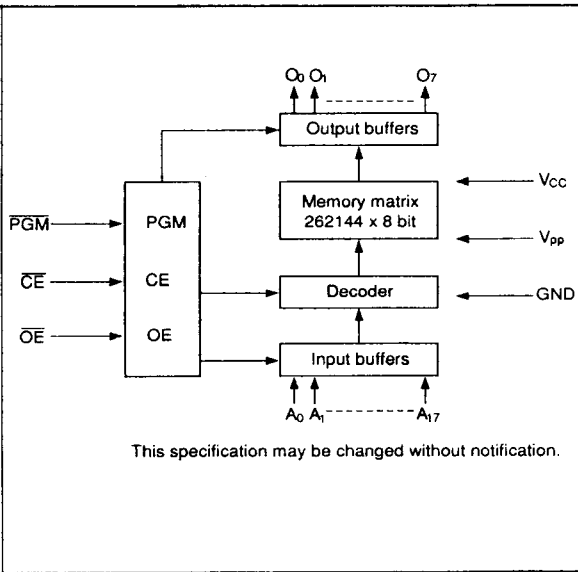 O0 O1 O7
Output buffers
Memory matrix
262144 x 8 bit
VCC
PGM PGM
Vpp
CE CE
Decoder
GND
OE OE
Input buffers
A0 A1 A17
This specification may be changed without notification.